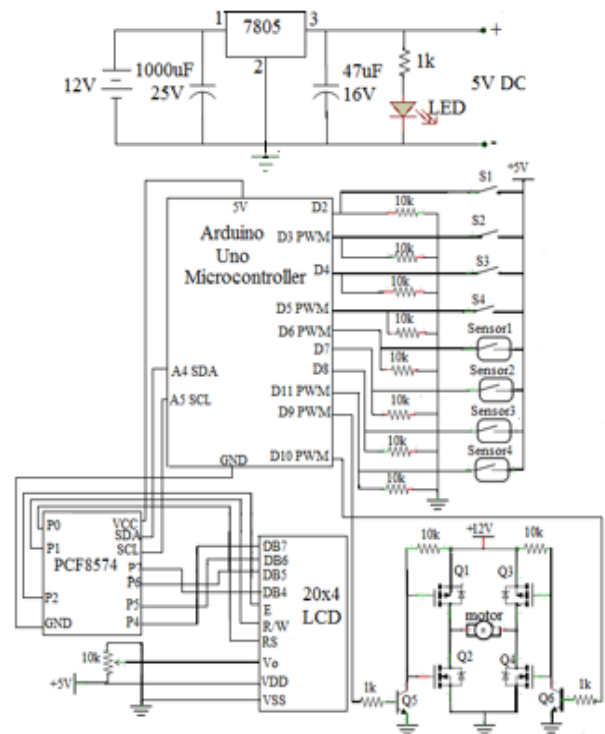 1
7805
3
2
12V
1000uF
25V
47uF
16V
1k
LED
5V DC
+
-
+5V
S1
10k
5V
D2
Arduino
Uno
Microcontroller
D3 PWM
S2
10k
D4
S3
10k
D5 PWM
S4
10k
D6 PWM
Sensor1
10k
D7
Sensor2
D8
10k
A4 SDA
A5 SCL
D11 PWM
D9 PWM
Sensor3
10k
GND
D10 PWM
Sensor4
10k
P0
P1
P2
GND
PCF8574
VCC
SDA
SCL
P7
P6
P5
P4
DB7
DB6
DB5
DB4
E
R/W
RS
Vo
VDD
VSS
20x4
LCD
10k
+5V
+12V
10k
10k
Q1
Q3
motor
Q2
Q4
1k
Q5
Q6
1k